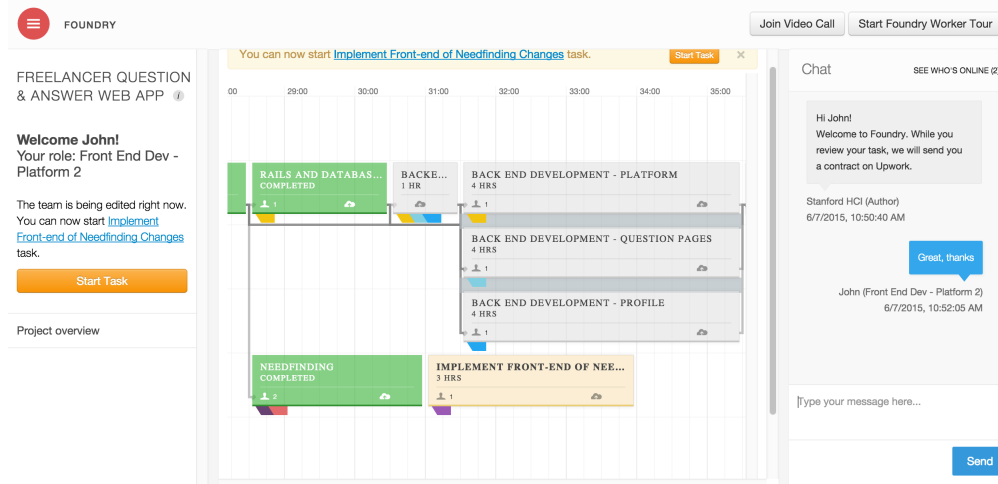 FOUNDRY
Join Video Call
Start Foundry Worker Tour
FREELANCER QUESTION
& ANSWER WEB APP i
Welcome John!
Your role: Front End Dev -
Platform 2
The team is being edited right now.
You can now start Implement
Front-end of Needfinding Changes
task.
Start Task
Project overview
You can now start Implement Front-end of Needfinding Changes task.
Start Task
×
:00 29:00 30:00 31:00 32:00 33:00 34:00 35:00
RAILS AND DATABAS...
COMPLETED
1
BACKE...
1 HR
BACK END DEVELOPMENT - PLATFORM
4 HRS
1
BACK END DEVELOPMENT - QUESTION PAGES
4 HRS
1
BACK END DEVELOPMENT - PROFILE
4 HRS
1
NEEDFINDING
COMPLETED
2
IMPLEMENT FRONT-END OF NEE...
3 HRS
1
Chat
SEE WHO'S ONLINE (2)
Hi John!
Welcome to Foundry. While you
review your task, we will send you
a contract on Upwork.
Stanford HCI (Author)
6/7/2015, 10:50:40 AM
Great, thanks
John (Front End Dev - Platform 2)
6/7/2015, 10:52:05 AM
Type your message here...
Send